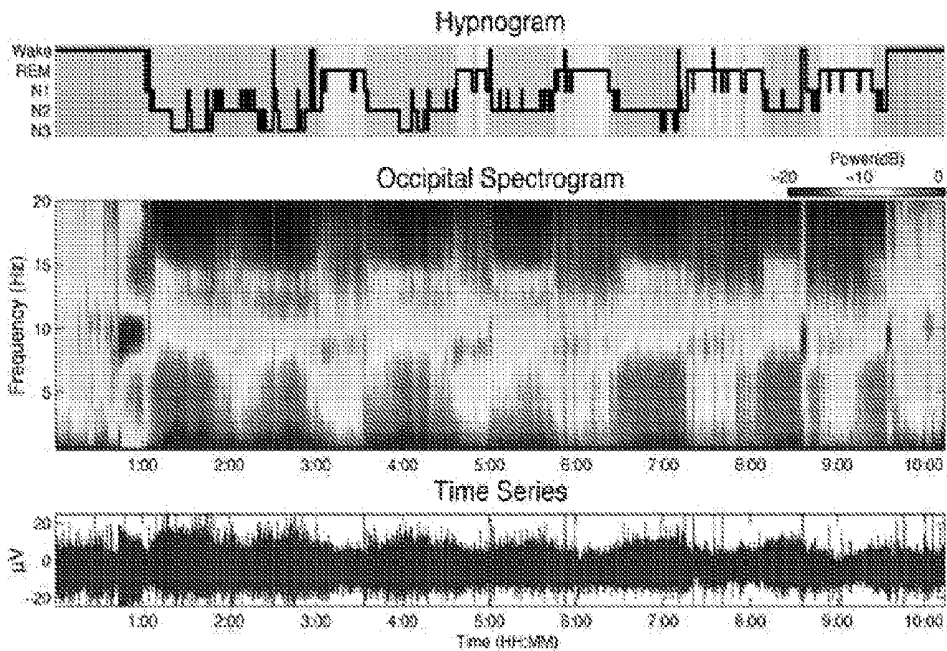 Hypnogram
Wake
REM
N1
N2
N3
Occipital Spectrogram
Power(dB)
-20 -10 0
Frequency (Hz)
20
15
10
5
1:00 2:00 3:00 4:00 5:00 6:00 7:00 8:00 9:00 10:00
Time Series
µV
20
0
-20
1:00 2:00 3:00 4:00 5:00 6:00 7:00 8:00 9:00 10:00
Time (HH:MM)